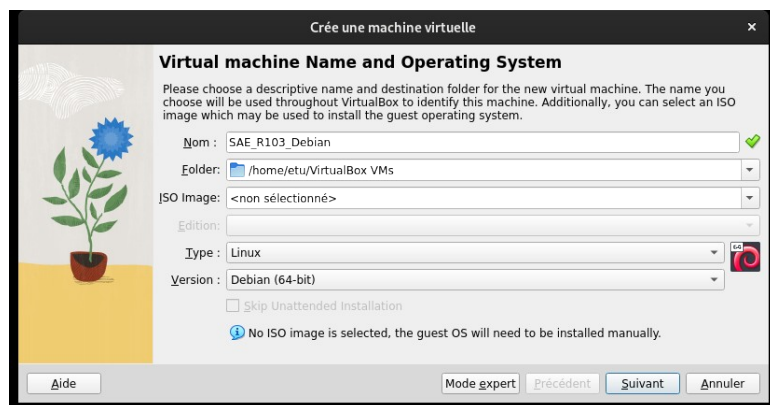 Crée une machine virtuelle
Virtual machine Name and Operating System
Please choose a descriptive name and destination folder for the new virtual machine. The name you
choose will be used throughout VirtualBox to identify this machine. Additionally, you can select an ISO
image which may be used to install the guest operating system.
Nom : SAE_R103_Debian
Folder: /home/etu/VirtualBox VMs
ISO Image: <non sélectionné>
Edition:
Type : Linux
64
Version : Debian (64-bit)
Skip Unattended Installation
No ISO image is selected, the guest OS will need to be installed manually.
Aide Mode expert Précédent Suivant Annuler